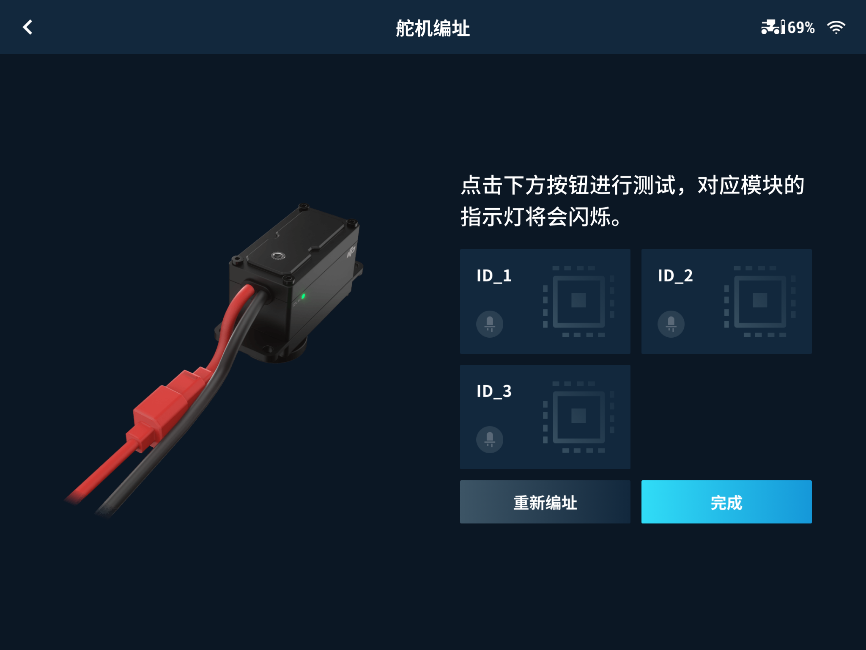 舵机编址
69%
点击下方按钮进行测试，对应模块的
指示灯将会闪烁。
ID_1
ID_2
ID_3
重新编址
完成